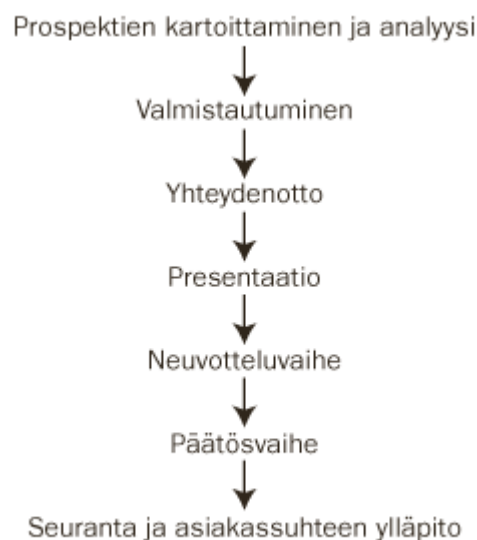 Prospektien kartoittaminen ja analyysi
Valmistautuminen
Yhteydenotto
Presentaatio
Neuvotteluvaihe
Päätösvaihe
Seuranta ja asiakassuhteen ylläpito